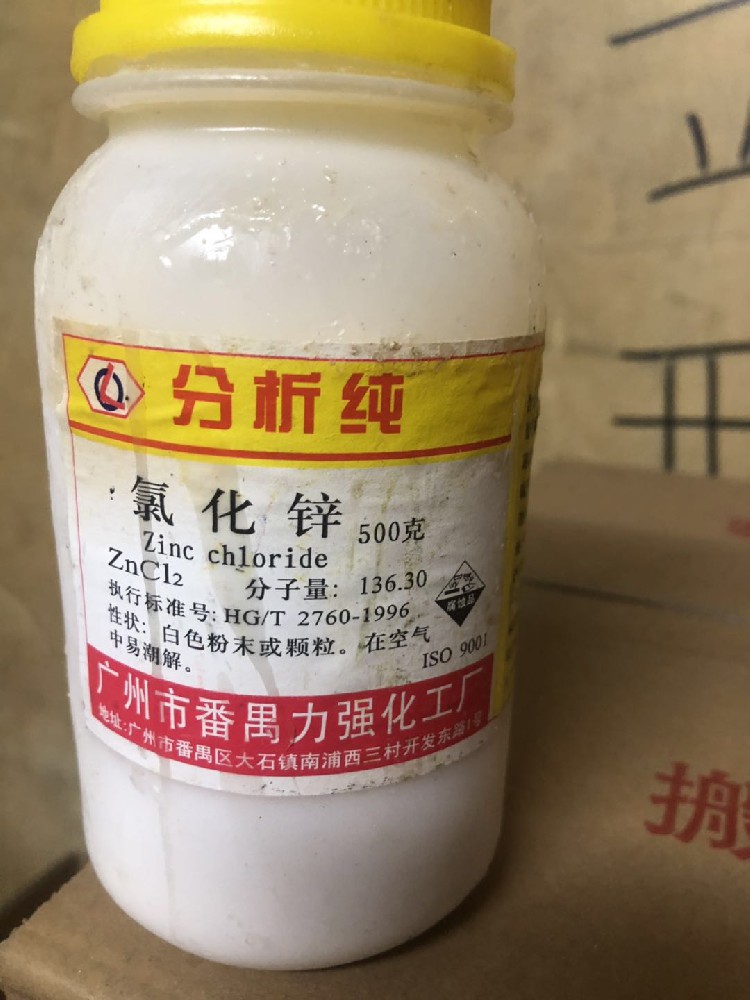 分析纯
氯化锌 500克
Zinc chloride
ZnCl₂ 分子量: 136.30
执行标准号: HG/T 2760-1996
腐蚀品
性状: 白色粉末或颗粒。在空气
中易潮解。
ISO 9001
广州市番禺力强化工厂
地址:广州市番禺区大石镇南浦西三村开发东路1号
搬